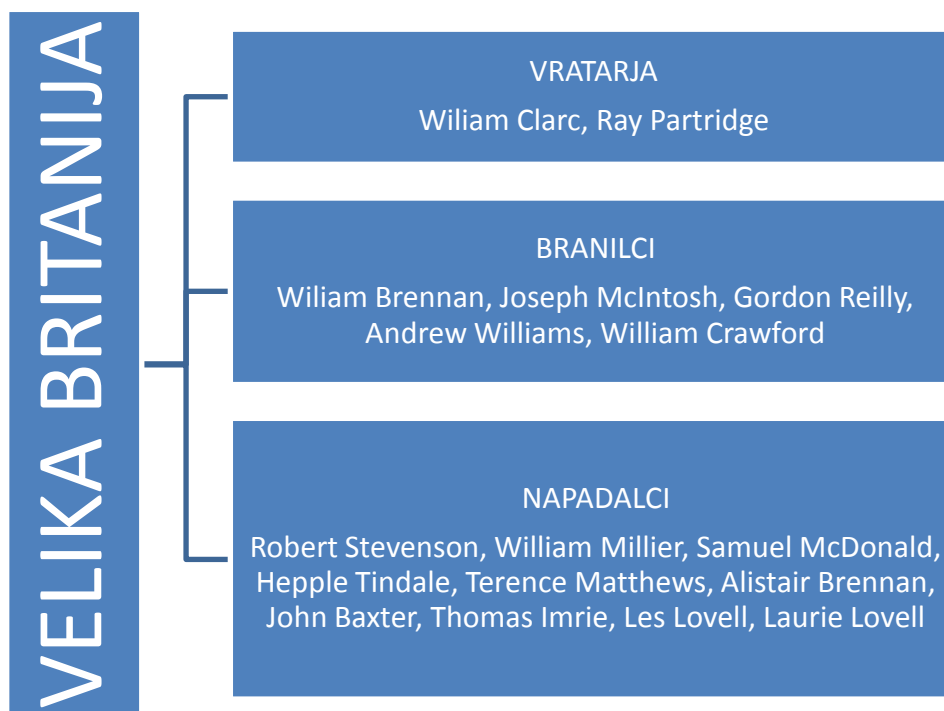 VELIKA BRITANIJA
VRATARJA
Wiliam Clarc, Ray Partridge
BRANILCI
Wiliam Brennan, Joseph McIntosh, Gordon Reilly,
Andrew Williams, William Crawford
NAPADALCI
Robert Stevenson, William Millier, Samuel McDonald,
Hepple Tindale, Terence Matthews, Alistair Brennan,
John Baxter, Thomas Imrie, Les Lovell, Laurie Lovell